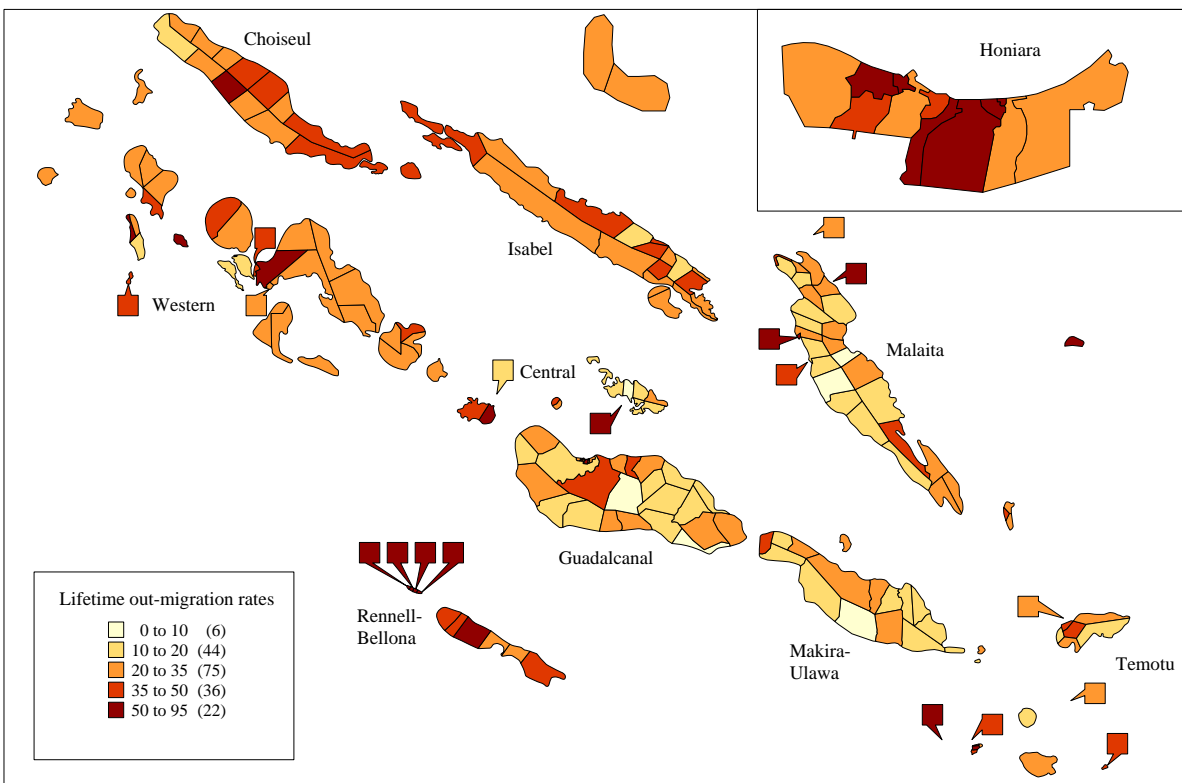 Choiseul
Honiara
Isabel
Western
Malaita
Central
Guadalcanal
Rennell-
Bellona
Makira-
Ulawa
Temotu
Lifetime out-migration rates
0 to 10 (6)
10 to 20 (44)
20 to 35 (75)
35 to 50 (36)
50 to 95 (22)